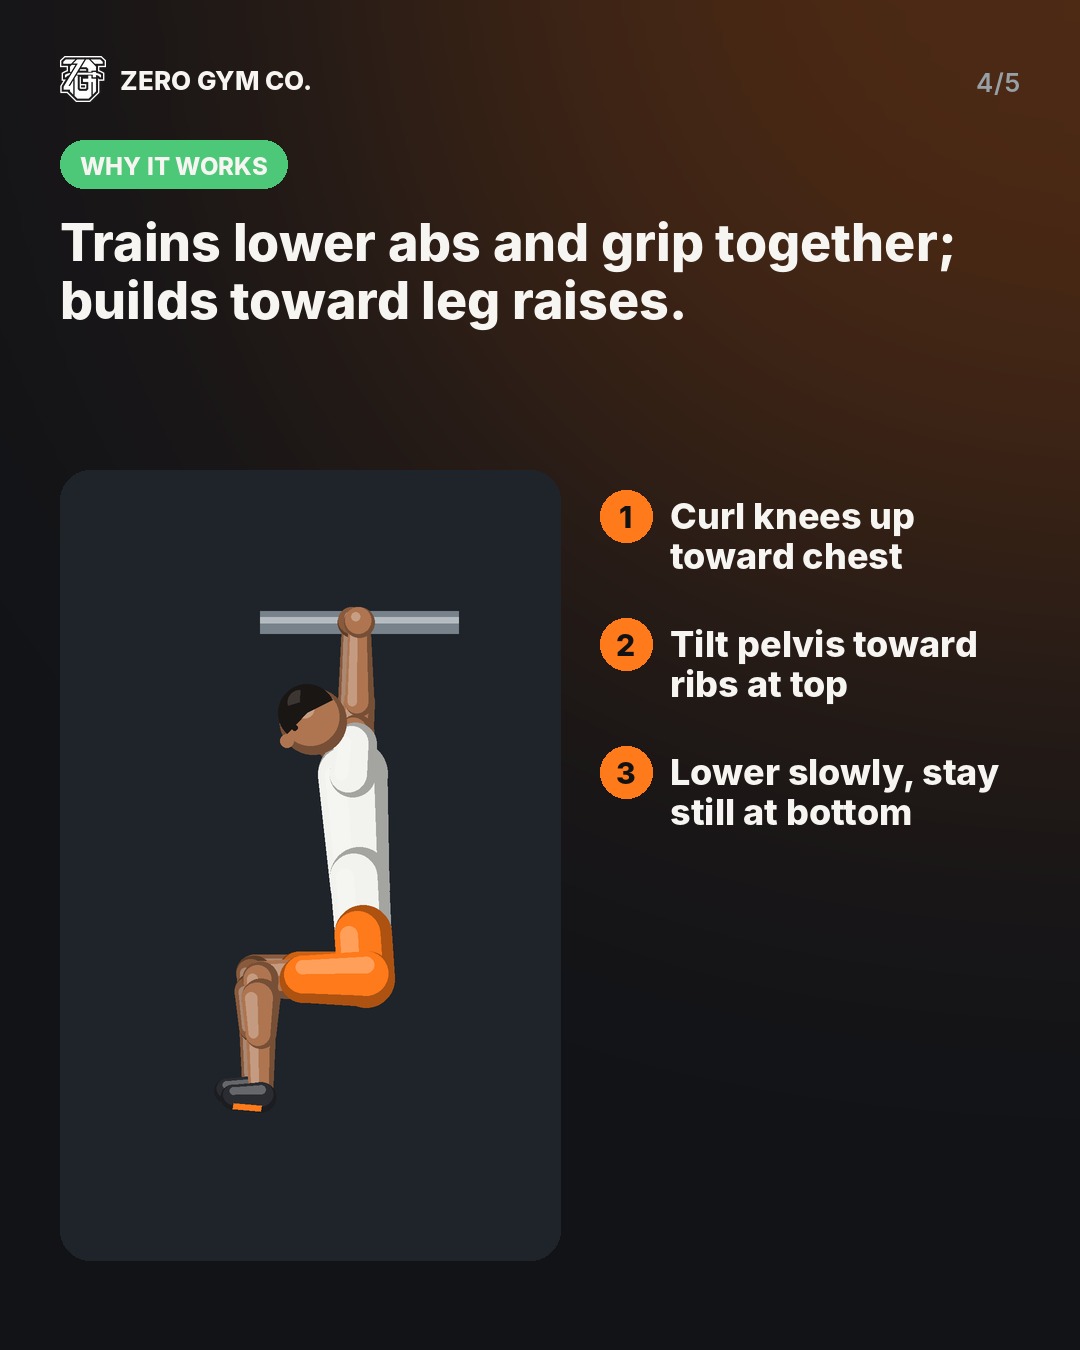 ZERO GYM CO.
4/5
WHY IT WORKS
Trains lower abs and grip together;
builds toward leg raises.
1 Curl knees up
toward chest
2 Tilt pelvis toward
ribs at top
3 Lower slowly, stay
still at bottom